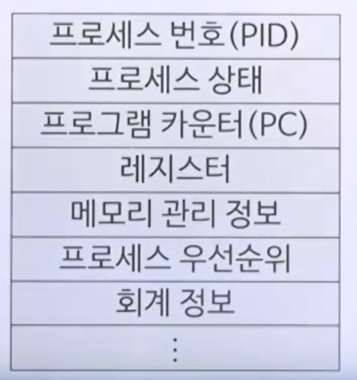 프로세스 번호(PID)
프로세스 상태
프로그램 카운터(PC)
레지스터
메모리 관리 정보
프로세스 우선순위
회계 정보
⋮